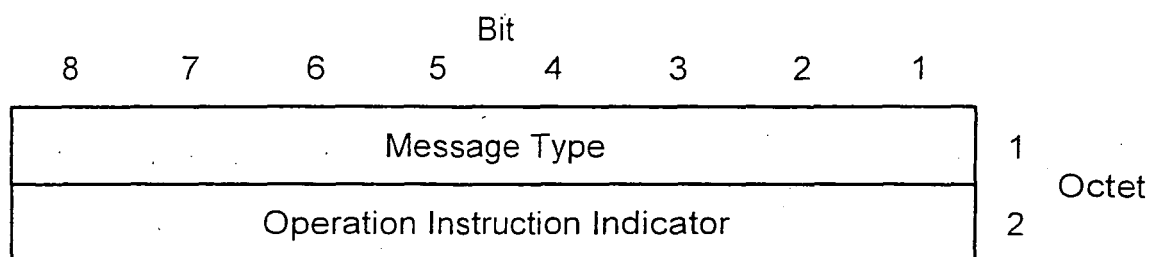 Bit
8 7 6 5 4 3 2 1
Message Type 1
Octet
Operation Instruction Indicator 2